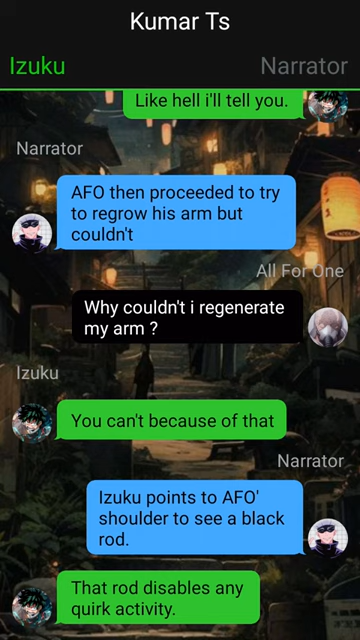 Kumar Ts
Izuku
Narrator
Like hell i'll tell you.
Narrator
AFO then proceeded to try
to regrow his arm but
couldn't
All For One
Why couldn't i regenerate
my arm ?
Izuku
You can't because of that
Narrator
Izuku points to AFO'
shoulder to see a black
rod.
That rod disables any
quirk activity.